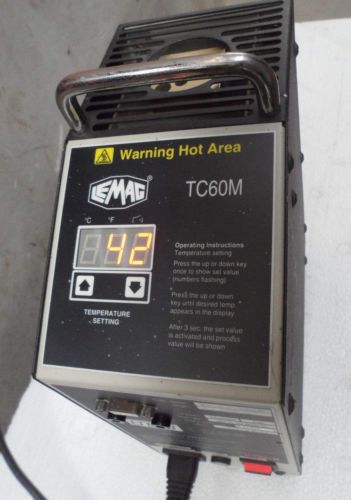 Warning Hot Area
LEMAG®
TC60M
°C °F
42
Operating Instructions
Temperature setting
Press the up or down key
once to show set value
(numbers flashing)
Press the up or down
key until desired temp.
appears in the display
After 3 sec. the set value
is activated and process
value will be shown
TEMPERATURE
SETTING